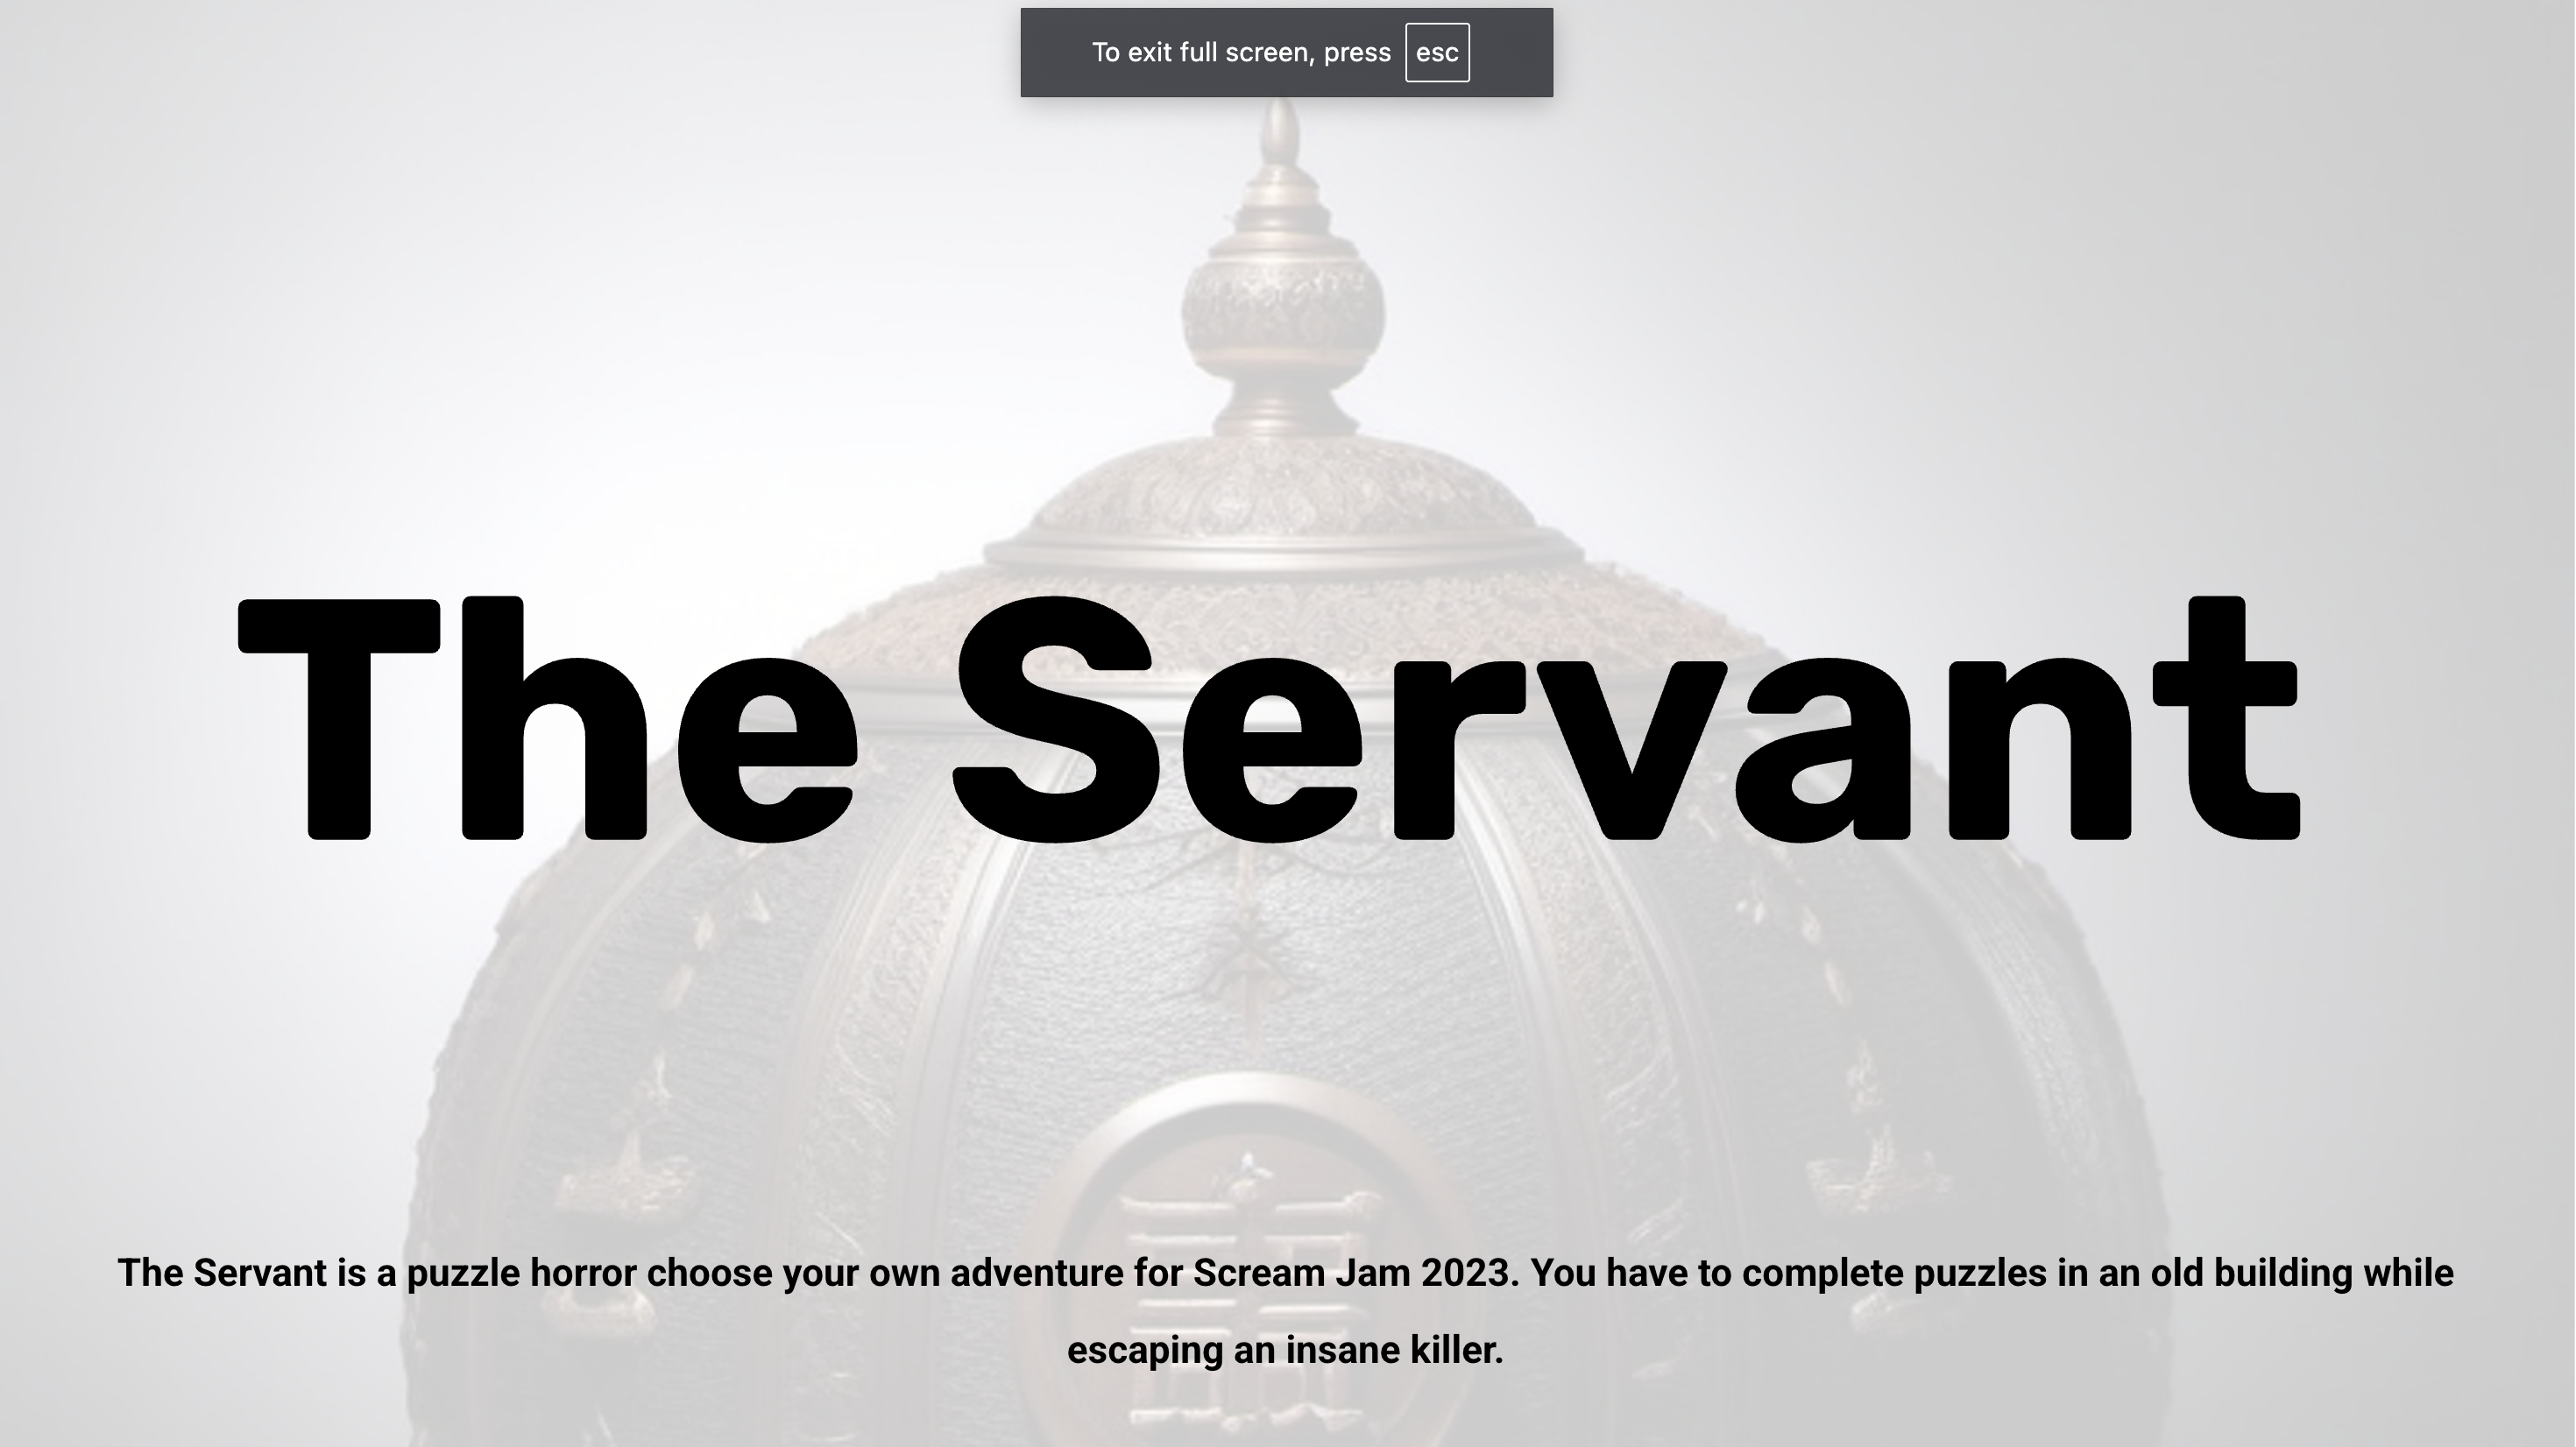 To exit full screen, press esc
The Servant
The Servant is a puzzle horror choose your own adventure for Scream Jam 2023. You have to complete puzzles in an old building while
escaping an insane killer.